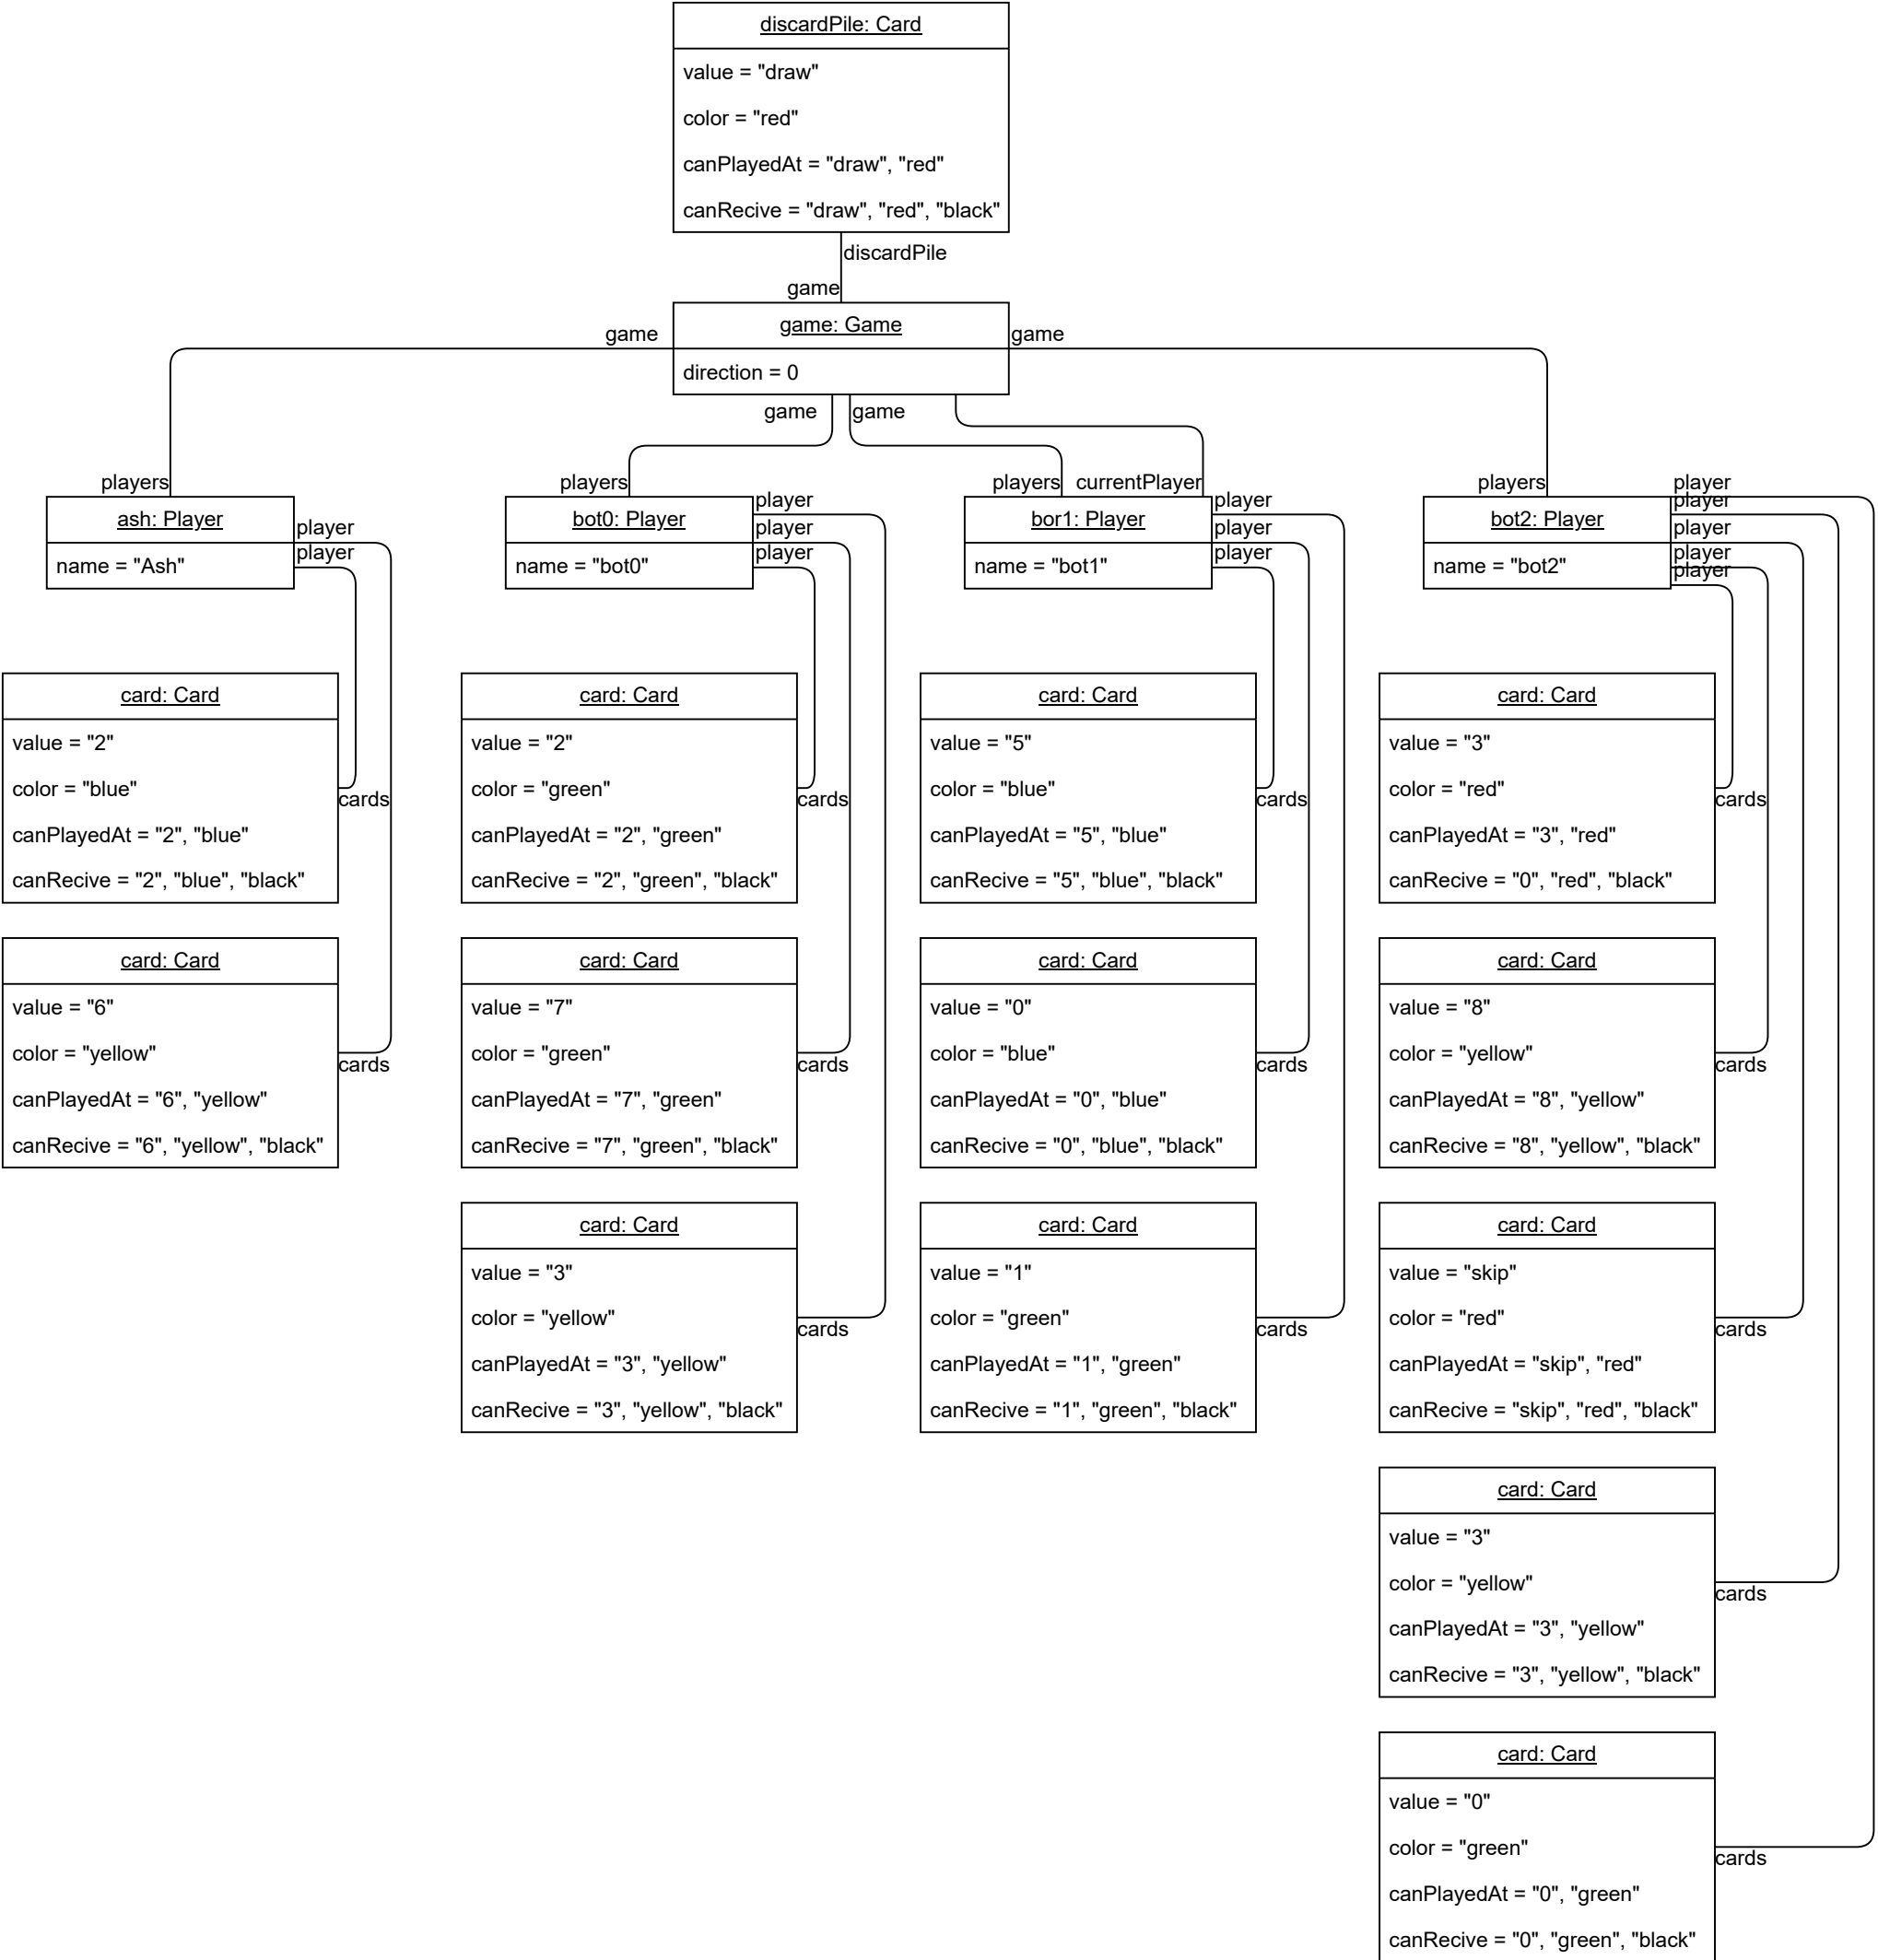 discardPile: Card
value = "draw"
color = "red"
canPlayedAt = "draw", "red"
canRecive = "draw", "red", "black"
discardPile
game
game: Game
direction = 0
game
game
game
game
players
players
players
currentPlayer
players
ash: Player
name = "Ash"
player
player
bot0: Player
name = "bot0"
player
player
player
bor1: Player
name = "bot1"
player
player
player
bot2: Player
name = "bot2"
player
player
player
player
player
card: Card
value = "2"
color = "blue"
canPlayedAt = "2", "blue"
canRecive = "2", "blue", "black"
cards
card: Card
value = "2"
color = "green"
canPlayedAt = "2", "green"
canRecive = "2", "green", "black"
cards
card: Card
value = "5"
color = "blue"
canPlayedAt = "5", "blue"
canRecive = "5", "blue", "black"
cards
card: Card
value = "3"
color = "red"
canPlayedAt = "3", "red"
canRecive = "0", "red", "black"
cards
card: Card
value = "6"
color = "yellow"
canPlayedAt = "6", "yellow"
canRecive = "6", "yellow", "black"
cards
card: Card
value = "7"
color = "green"
canPlayedAt = "7", "green"
canRecive = "7", "green", "black"
cards
card: Card
value = "0"
color = "blue"
canPlayedAt = "0", "blue"
canRecive = "0", "blue", "black"
cards
card: Card
value = "8"
color = "yellow"
canPlayedAt = "8", "yellow"
canRecive = "8", "yellow", "black"
cards
card: Card
value = "3"
color = "yellow"
canPlayedAt = "3", "yellow"
canRecive = "3", "yellow", "black"
cards
card: Card
value = "1"
color = "green"
canPlayedAt = "1", "green"
canRecive = "1", "green", "black"
cards
card: Card
value = "skip"
color = "red"
canPlayedAt = "skip", "red"
canRecive = "skip", "red", "black"
cards
card: Card
value = "3"
color = "yellow"
canPlayedAt = "3", "yellow"
canRecive = "3", "yellow", "black"
cards
card: Card
value = "0"
color = "green"
canPlayedAt = "0", "green"
canRecive = "0", "green", "black"
cards